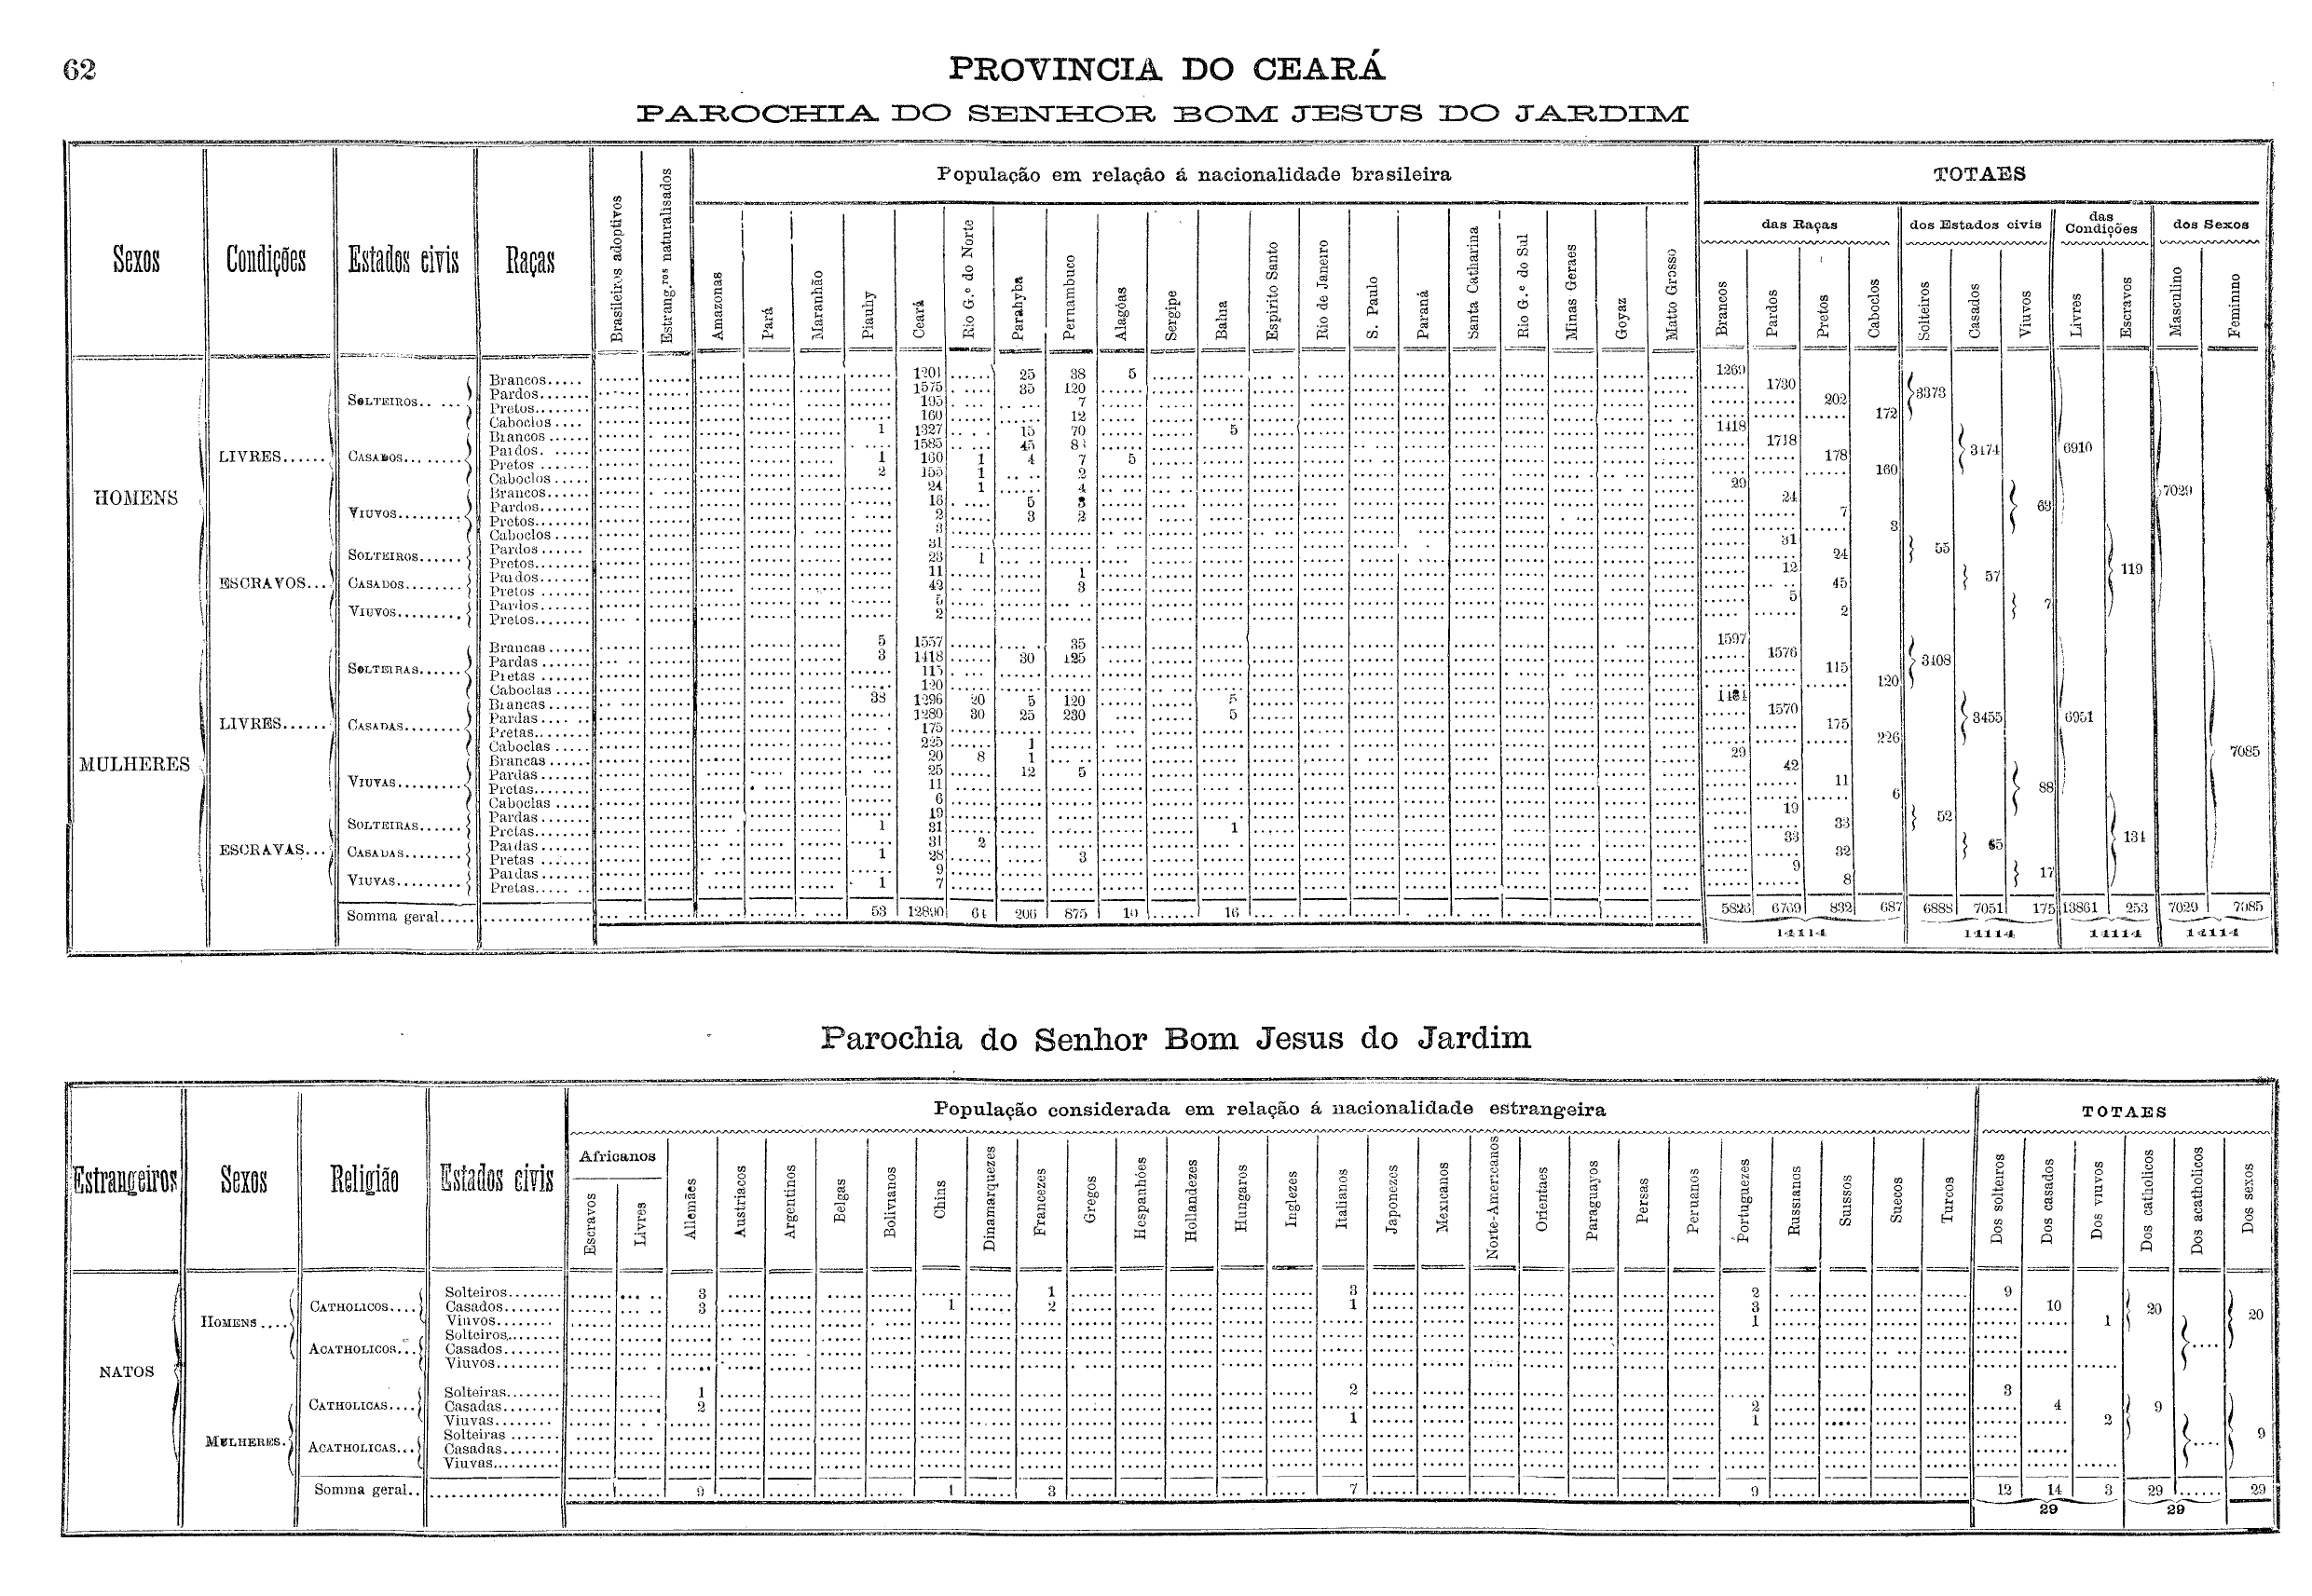 62
PROVINCIA DO CEARÁ
PAROCHIA DO SENHOR BOM JESUS DO JARDIM
Sexos Condições Estados civis Raças Brasileiros adoptivos Estrang.ros naturalisados População em relação á nacionalidade brasileira TOTAES
das Raças dos Estados civis das Condições dos Sexos
Amazonas Pará Maranhão Piauhy Ceará Rio G.e do Norte Parahyba Pernambuco Alagôas Sergipe Bahia Espirito Santo Rio de Janeiro S. Paulo Paraná Santa Catharina Rio G.e do Sul Minas Geraes Goyaz Matto Grosso Brancos Pardos Pretos Caboclos Solteiros Casados Viuvos Livres Escravos Masculino Feminino
HOMENS LIVRES SOLTEIROS Brancos 1201 25 38 5 1269 3373 6910 7029
Pardos 1575 35 120 1730
Pretos 195 7 202
Caboclos 160 12 172
CASADOS Brancos 1 1327 15 70 5 1418 3474
Pardos 1585 45 1718
Pretos 1 160 1 4 7 5 178
Caboclos 2 155 1 2 160
VIUVOS Brancos 24 1 4 29 63
Pardos 16 5 3 24
Pretos 2 3 2 7
Caboclos 3 3
ESCRAVOS SOLTEIROS Pardos 31 31 55 119
Pretos 23 1 24
CASADOS Pardos 11 1 12 57
Pretos 42 3 45
VIUVOS Pardos 5 5 7
Pretos 2 2
MULHERES LIVRES SOLTEIRAS Brancas 5 1557 35 1597 3408 6951 7085
Pardas 3 1418 30 125 1576
Pretas 115 115
Caboclas 120 120
CASADAS Brancas 38 1296 20 5 120 5 1484 3455
Pardas 1280 30 25 230 5 1570
Pretas 175 175
Caboclas 225 1 226
VIUVAS Brancas 20 8 1 29 88
Pardas 25 12 5 42
Pretas 11 11
Caboclas 6 6
ESCRAVAS SOLTEIRAS Pardas 19 19 52 134
Pretas 1 31 1 33
CASADAS Pardas 31 2 33 65
Pretas 1 28 3 32
VIUVAS Pardas 9 9 17
Pretas 1 7 8
Somma geral 53 12890 64 206 875 10 16 5826 6769 832 687 6888 7051 175 13861 253 7029 7085
14114 14114 14114 14114
Parochia do Senhor Bom Jesus do Jardim
Estrangeiros Sexos Religião Estados civis População considerada em relação á nacionalidade estrangeira TOTAES
Africanos
Escravos Livres Allemães Austriacos Argentinos Belgas Bolivianos Chins Dinamarquezes Francezes Gregos Hespanhões Hollandezes Hungaros Inglezes Italianos Japonezes Mexicanos Norte-Americanos Orientaes Paraguayos Persas Peruanos Portuguezes Russianos Suissos Suecos Turcos Dos solteiros Dos casados Dos viuvos Dos catholicos Dos acatholicos Dos sexos
NATOS HOMENS CATHOLICOS Solteiros 3 1 3 2 9 20 20
Casados 3 1 2 1 3 10
Viuvos 1 1
ACATHOLICOS Solteiros
Casados
Viuvos
MULHERES CATHOLICAS Solteiras 1 2 3 9 9
Casadas 2 2 4
Viuvas 1 1 2
ACATHOLICAS Solteiras
Casadas
Viuvas
Somma geral 9 1 3 7 9 12 14 3 29 29
29 29